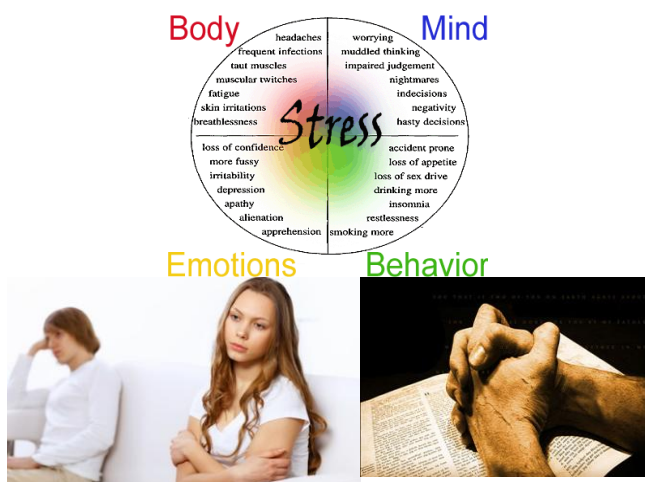 Body
Mind
headaches
frequent infections
taut muscles
muscular twitches
fatigue
skin irritations
breathlessness
worrying
muddled thinking
impaired judgement
nightmares
indecisions
negativity
hasty decisions
Stress
loss of confidence
more fussy
irritability
depression
apathy
alienation
apprehension
accident prone
loss of appetite
loss of sex drive
drinking more
insomnia
restlessness
smoking more
Emotions
Behavior